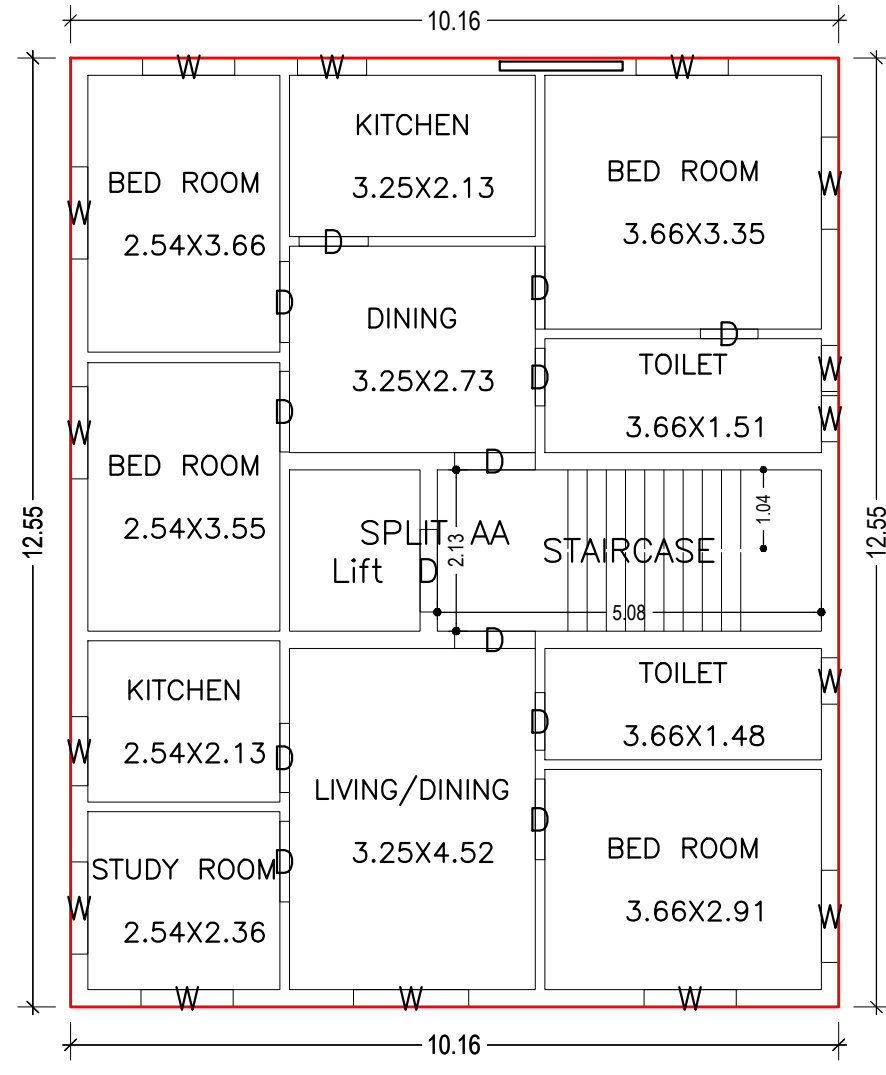 10.16
W W W
KITCHEN
3.25X2.13
BED ROOM
2.54X3.66
BED ROOM
3.66X3.35
W
W
D
D
D
DINING
3.25X2.73
D
TOILET
3.66X1.51
W
D
D
W
W
BED ROOM
2.54X3.55
D
12.55
12.55
SPLIT AA
Lift
D
2.13
STAIRCASE
1.04
5.08
D
KITCHEN
2.54X2.13
W
D
TOILET
3.66X1.48
W
D
LIVING/DINING
3.25X4.52
D
BED ROOM
3.66X2.91
W
STUDY ROOM
2.54X2.36
D
W
W W W
10.16